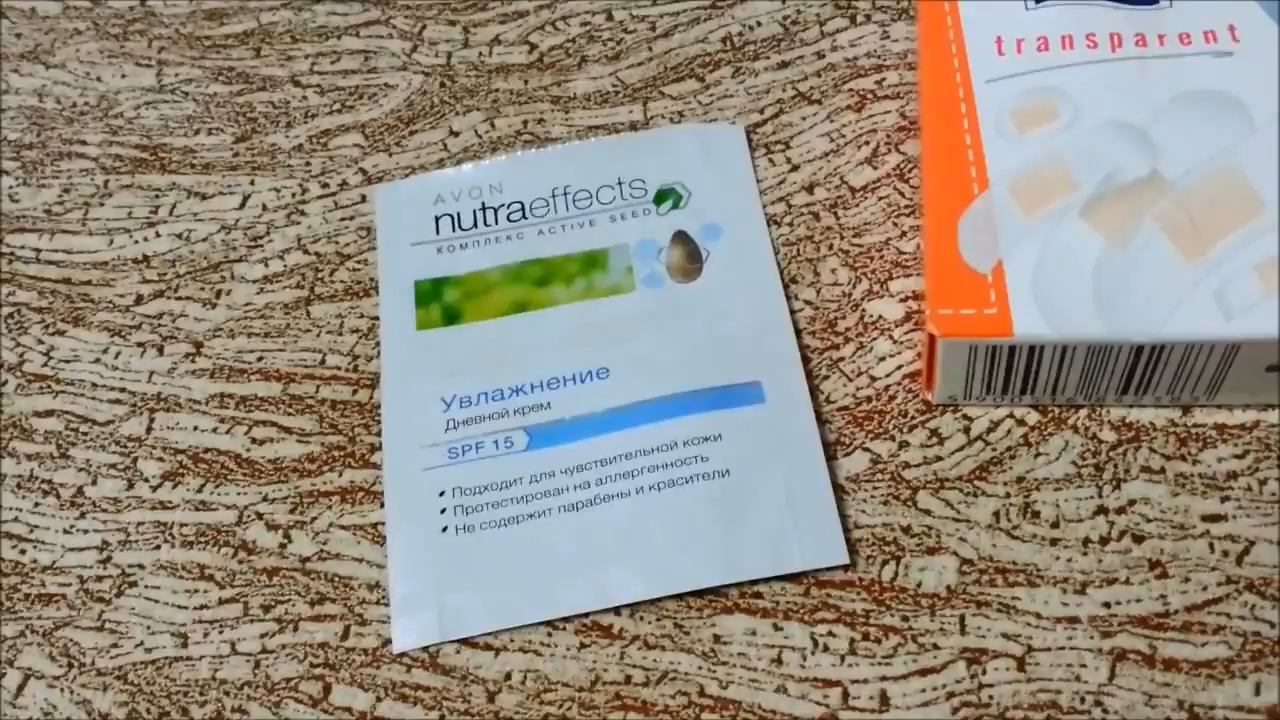 AVON
nutraeffects
КОМПЛЕКС ACTIVE SEED
Увлажнение
Дневной крем
SPF 15
Подходит для чувствительной кожи
Протестирован на аллергенность
Не содержит парабены и красители
transparent